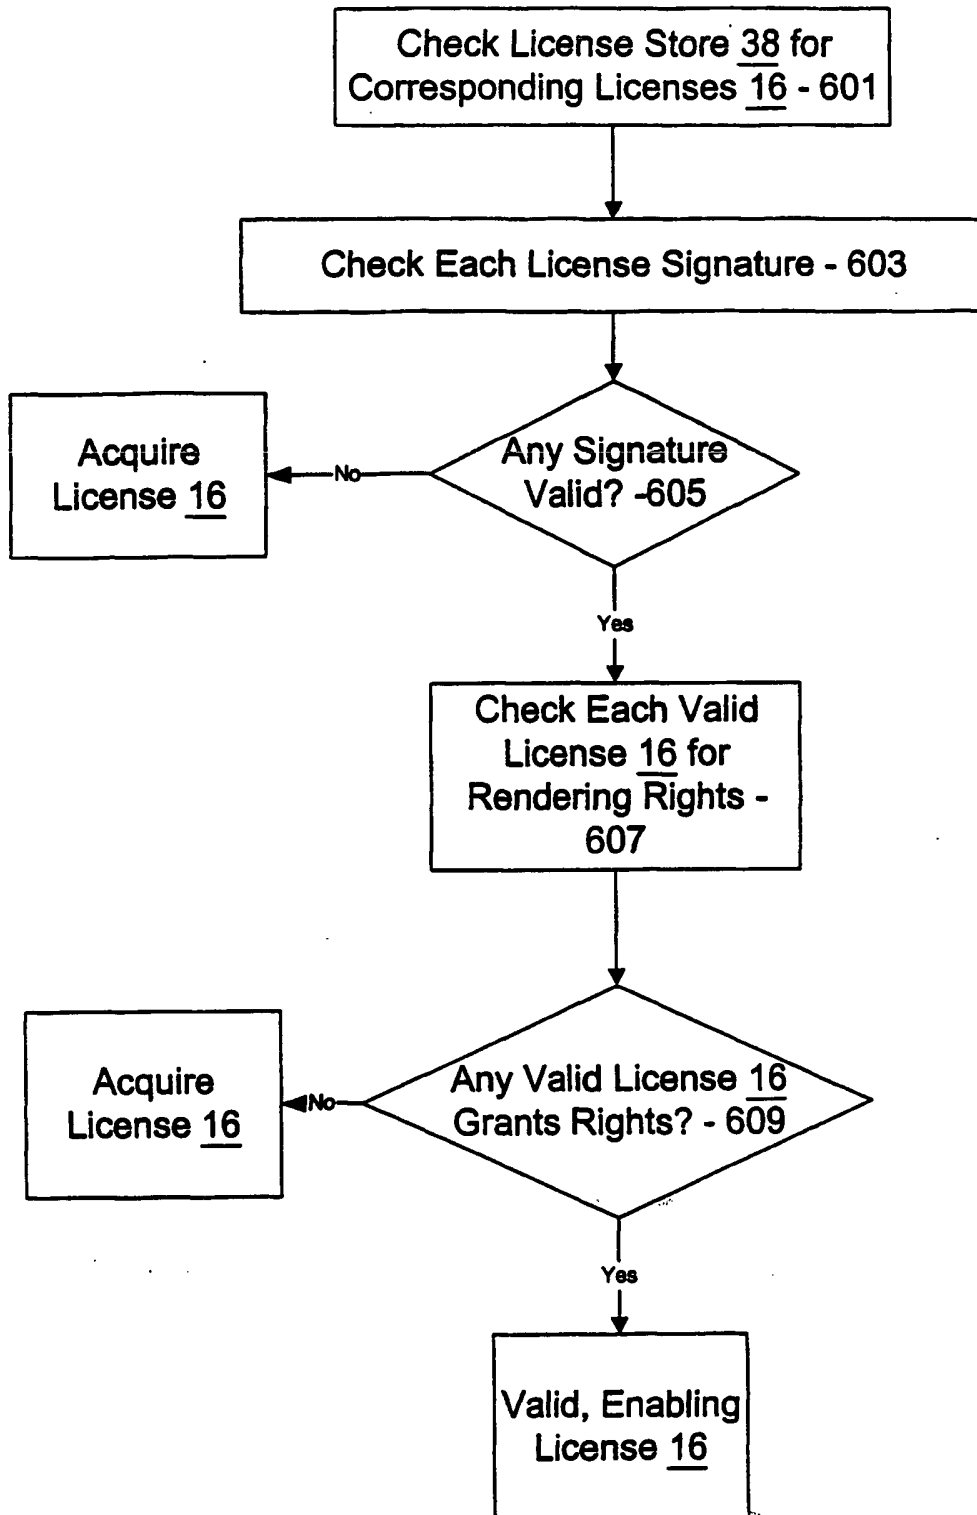 Check License Store 38 for
Corresponding Licenses 16 - 601
Check Each License Signature - 603
Any Signature
Valid? -605
No
Acquire
License 16
Yes
Check Each Valid
License 16 for
Rendering Rights -
607
Any Valid License 16
Grants Rights? - 609
No
Acquire
License 16
Yes
Valid, Enabling
License 16